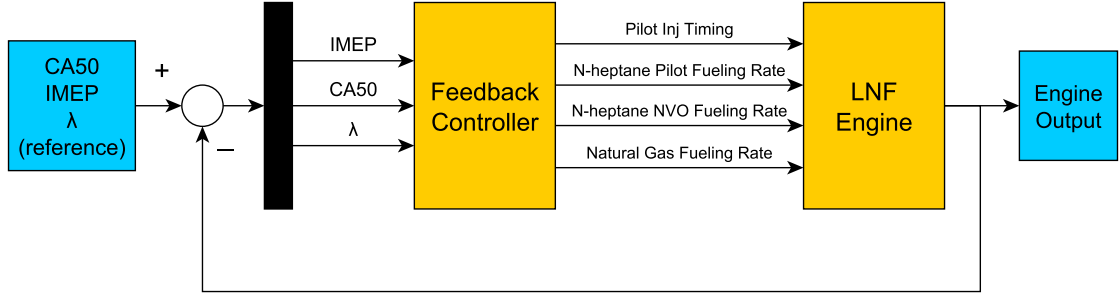 CA50
IMEP
λ
(reference)
+
−
IMEP
CA50
λ
Feedback
Controller
Pilot Inj Timing
N-heptane Pilot Fueling Rate
N-heptane NVO Fueling Rate
Natural Gas Fueling Rate
LNF
Engine
Engine
Output